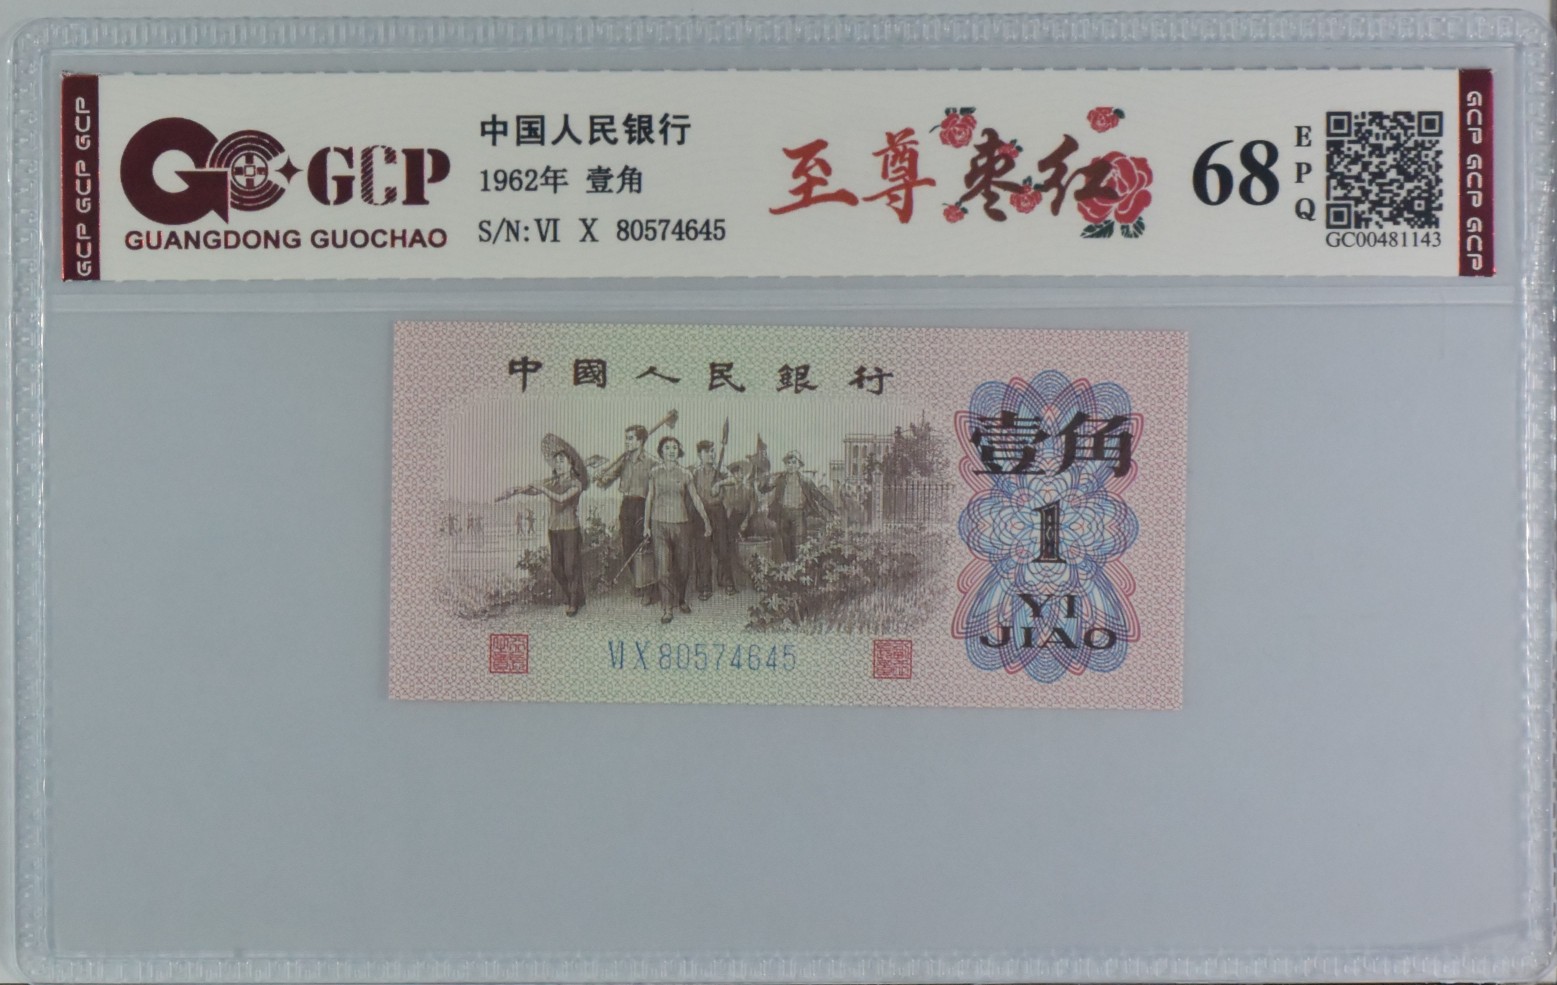 GCP GCP GCP
GCP
GUANGDONG GUOCHAO
中国人民银行
1962年 壹角
S/N: VI X 80574645
至尊枣红
68
EPQ
GC00481143
GCP GCP GCP
中國人民銀行
壹角
1
YI
JIAO
VI X 80574645